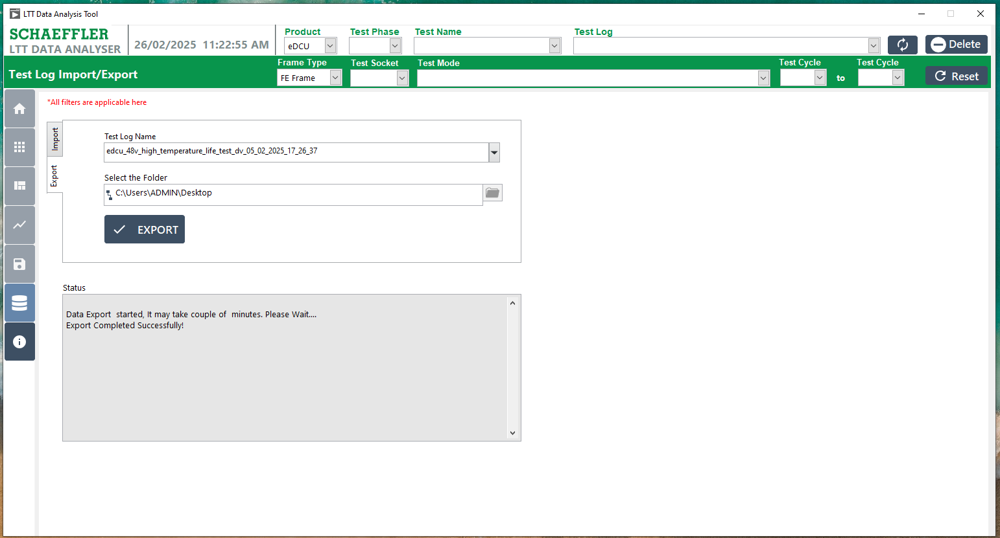 LTT Data Analysis Tool
SCHAEFFLER
LTT DATA ANALYSER
26/02/2025 11:22:55 AM
Product
Test Phase
Test Name
Test Log
eDCU
Delete
Test Log Import/Export
Frame Type
Test Socket
Test Mode
Test Cycle
Test Cycle
FE Frame
to
Reset
*All filters are applicable here
Import
Export
Test Log Name
edcu_48v_high_temperature_life_test_dv_05_02_2025_17_26_37
Select the Folder
C:\Users\ADMIN\Desktop
EXPORT
Status
Data Export  started, It may take couple of  minutes. Please Wait....
Export Completed Successfully!